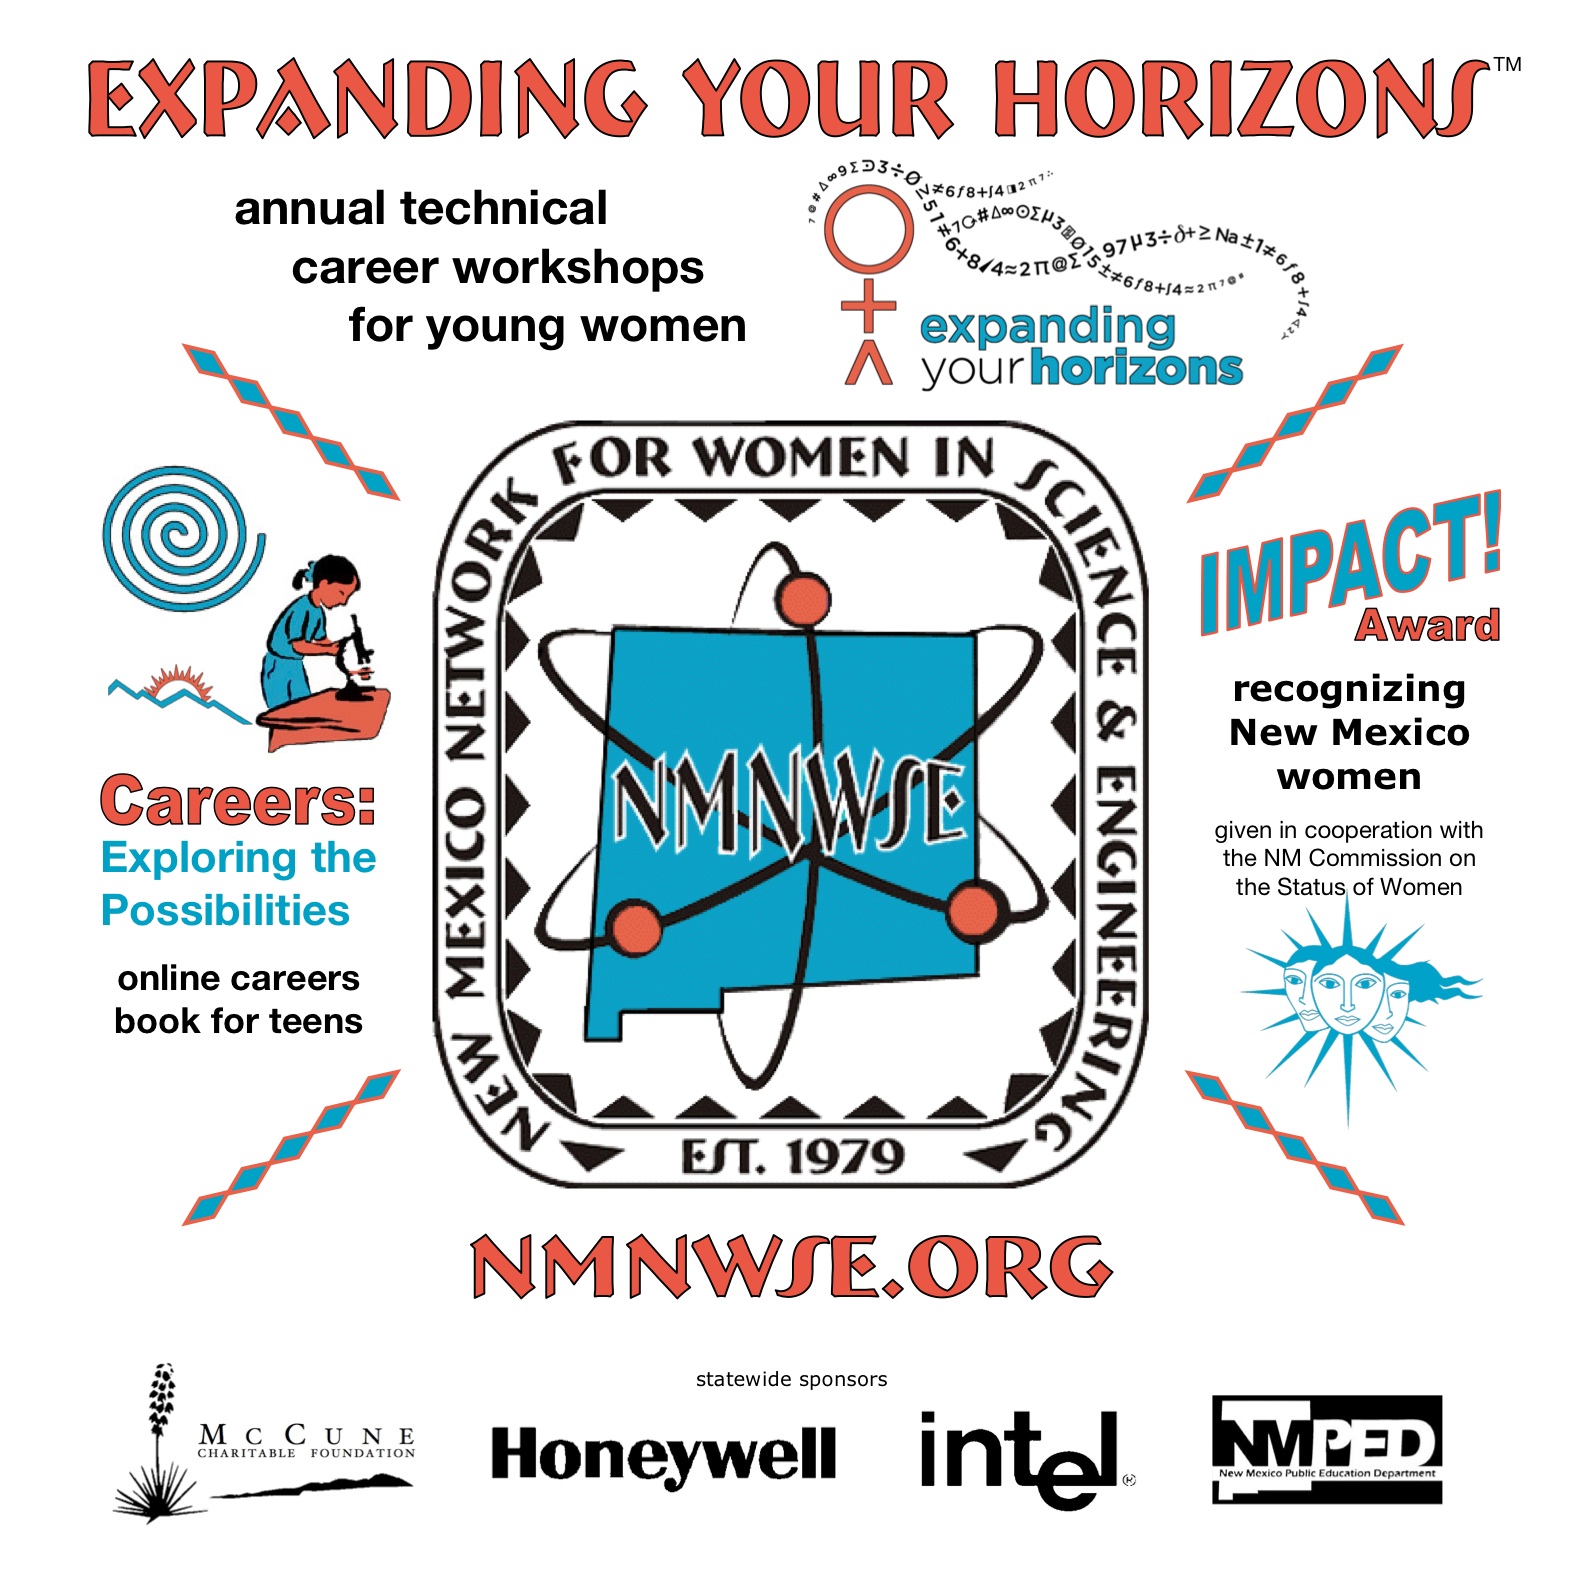 EXPANDING YOUR HORIZONS™
annual technical
career workshops
for young women
expanding
your horizons
NEW MEXICO NETWORK FOR WOMEN IN SCIENCE & ENGINEERING
EST. 1979
NMNWSE
Careers:
Exploring the
Possibilities
online careers
book for teens
IMPACT!
Award
recognizing
New Mexico
women
given in cooperation with
the NM Commission on
the Status of Women
NMNWSE.ORG
statewide sponsors
McCune
CHARITABLE FOUNDATION
Honeywell
intel®
NMPED
New Mexico Public Education Department